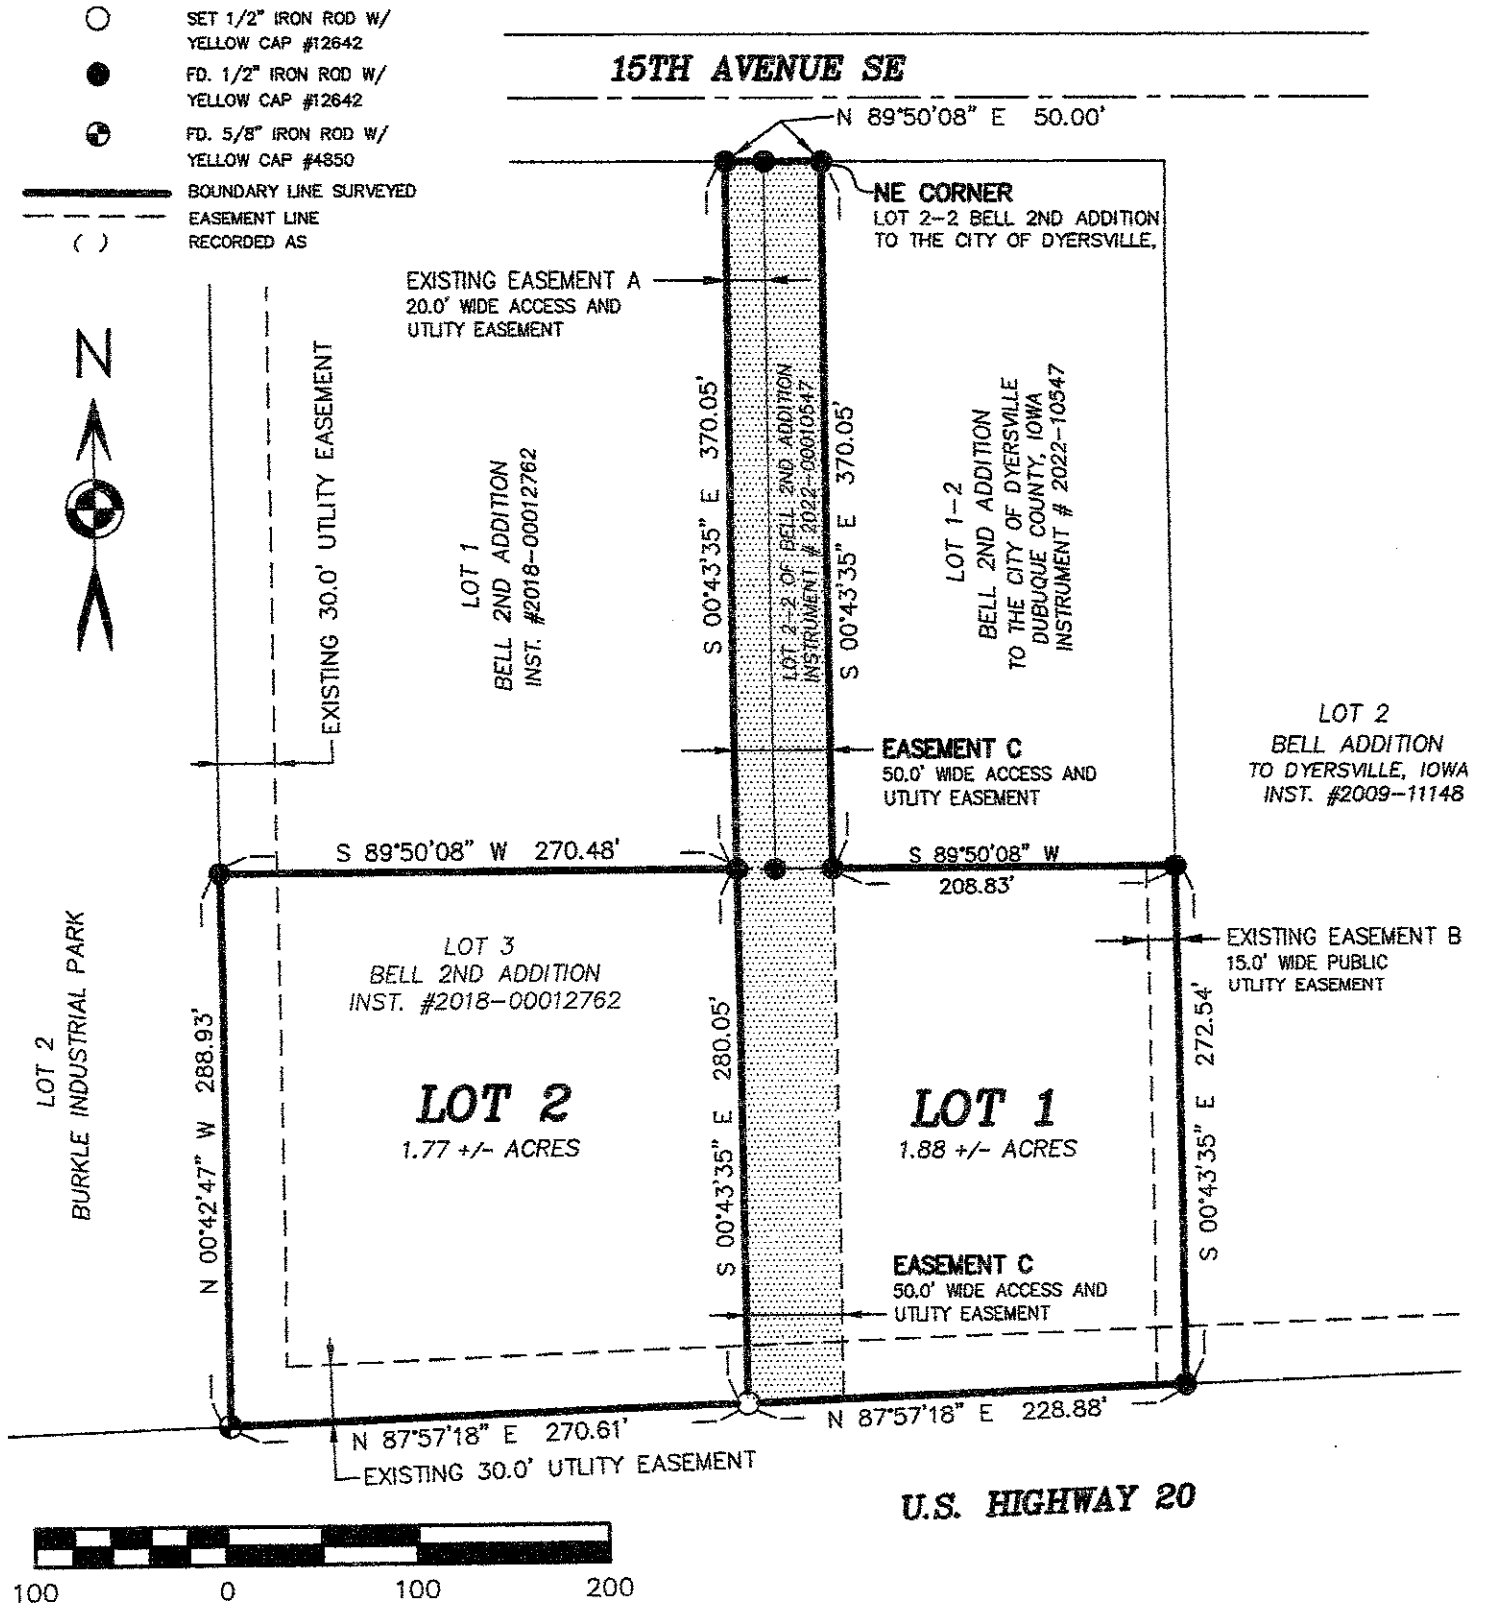 SET 1/2" IRON ROD W/
YELLOW CAP #12642
FD. 1/2" IRON ROD W/
YELLOW CAP #12642
FD. 5/8" IRON ROD W/
YELLOW CAP #4850
BOUNDARY LINE SURVEYED
EASEMENT LINE
( ) RECORDED AS
15TH AVENUE SE
N 89°50'08" E 50.00'
NE CORNER
LOT 2-2 BELL 2ND ADDITION
TO THE CITY OF DYERSVILLE,
EXISTING EASEMENT A
20.0' WIDE ACCESS AND
UTLITY EASEMENT
N
EXISTING 30.0' UTLITY EASEMENT
LOT 1
BELL 2ND ADDITION
INST. #2018-00012762
S 00°43'35" E 370.05'
LOT 2-2 OF BELL 2ND ADDITION
INSTRUMENT # 2022-00010547
S 00°43'35" E 370.05'
LOT 1-2
BELL 2ND ADDITION
TO THE CITY OF DYERSVILLE
DUBUQUE COUNTY, IOWA
INSTRUMENT # 2022-10547
LOT 2
BELL ADDITION
TO DYERSVILLE, IOWA
INST. #2009-11148
EASEMENT C
50.0' WIDE ACCESS AND
UTLITY EASEMENT
S 89°50'08" W 270.48'
S 89°50'08" W
208.83'
EXISTING EASEMENT B
15.0' WIDE PUBLIC
UTLITY EASEMENT
LOT 3
BELL 2ND ADDITION
INST. #2018-00012762
LOT 2
BURKLE INDUSTRIAL PARK
N 00°42'47" W 288.93'
LOT 2
1.77 +/- ACRES
S 00°43'35" E 280.05'
LOT 1
1.88 +/- ACRES
S 00°43'35" E 272.54'
EASEMENT C
50.0' WIDE ACCESS AND
UTLITY EASEMENT
N 87°57'18" E 270.61'
N 87°57'18" E 228.88'
EXISTING 30.0' UTLITY EASEMENT
U.S. HIGHWAY 20
100 0 100 200